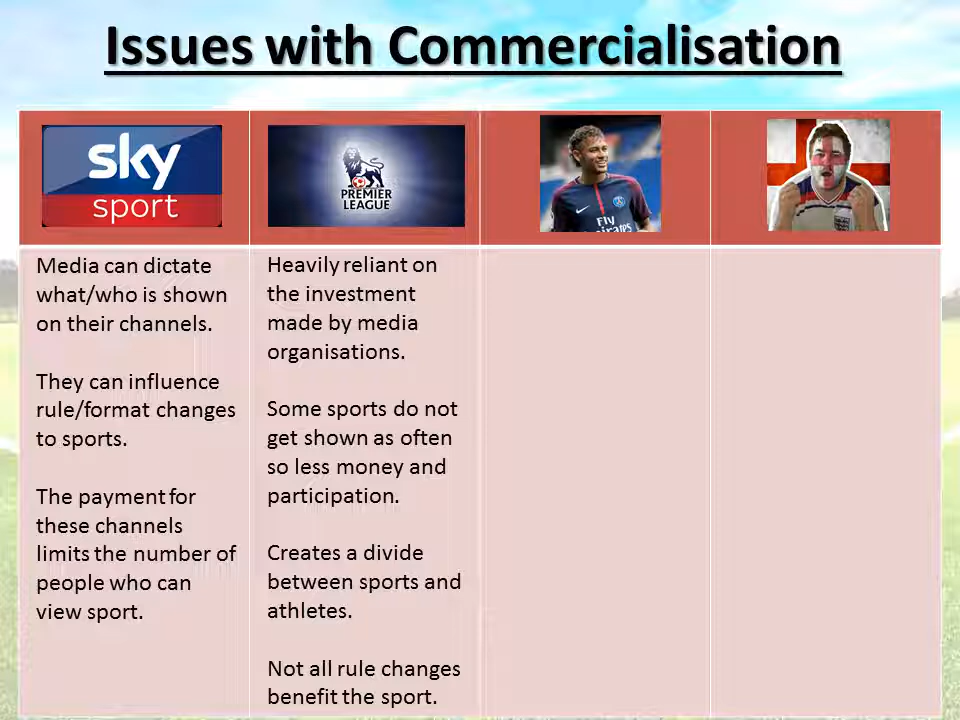 Issues with Commercialisation
sky
sport
PREMIER
LEAGUE
Fly
Emirates
Media can dictate
what/who is shown
on their channels.
They can influence
rule/format changes
to sports.
The payment for
these channels
limits the number of
people who can
view sport.
Heavily reliant on
the investment
made by media
organisations.
Some sports do not
get shown as often
so less money and
participation.
Creates a divide
between sports and
athletes.
Not all rule changes
benefit the sport.